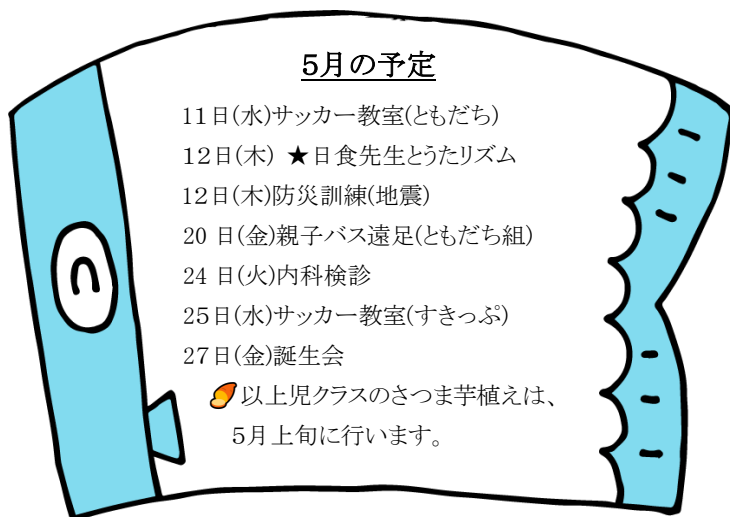 5月の予定
11日(水)サッカー教室(ともだち)
12日(木) ★日食先生とうたリズム
12日(木)防災訓練(地震)
20 日(金)親子バス遠足(ともだち組)
24 日(火)内科検診
25日(水)サッカー教室(すきっぷ)
27日(金)誕生会
以上児クラスのさつま芋植えは、
5月上旬に行います。